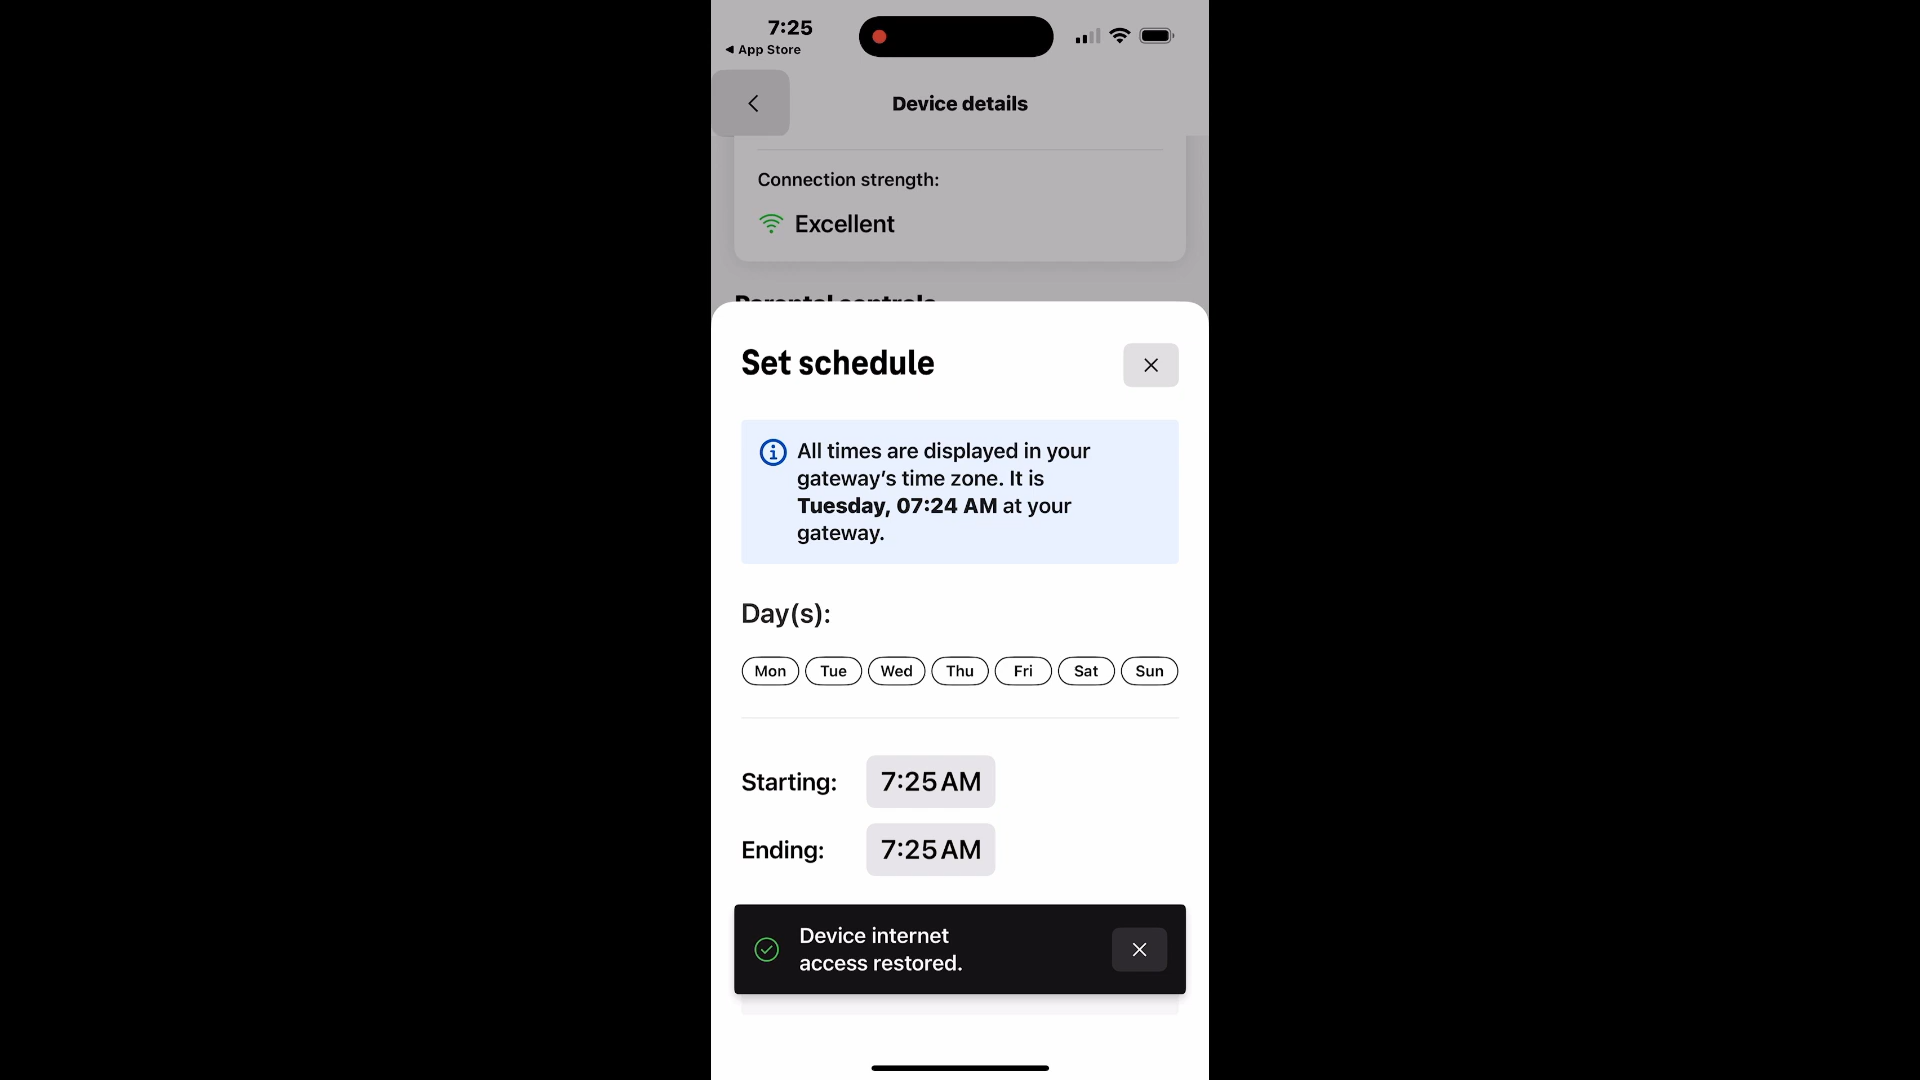 7:25
◀ App Store
Device details
Connection strength:
Excellent
Parental controls
Set schedule
All times are displayed in your
gateway's time zone. It is
Tuesday, 07:24 AM at your
gateway.
Day(s):
Mon Tue Wed Thu Fri Sat Sun
Starting: 7:25 AM
Ending: 7:25 AM
Device internet
access restored.